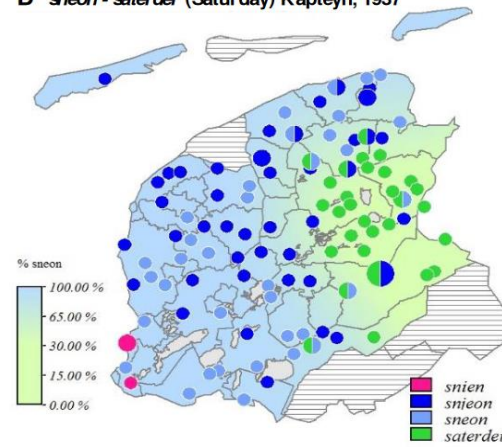 B sneon - saterdei (Saturday) Kapteyn, 1937
% sneon
100.00 %
65.00 %
30.00 %
15.00 %
0.00 %
snien
snjeon
sneon
saterdei